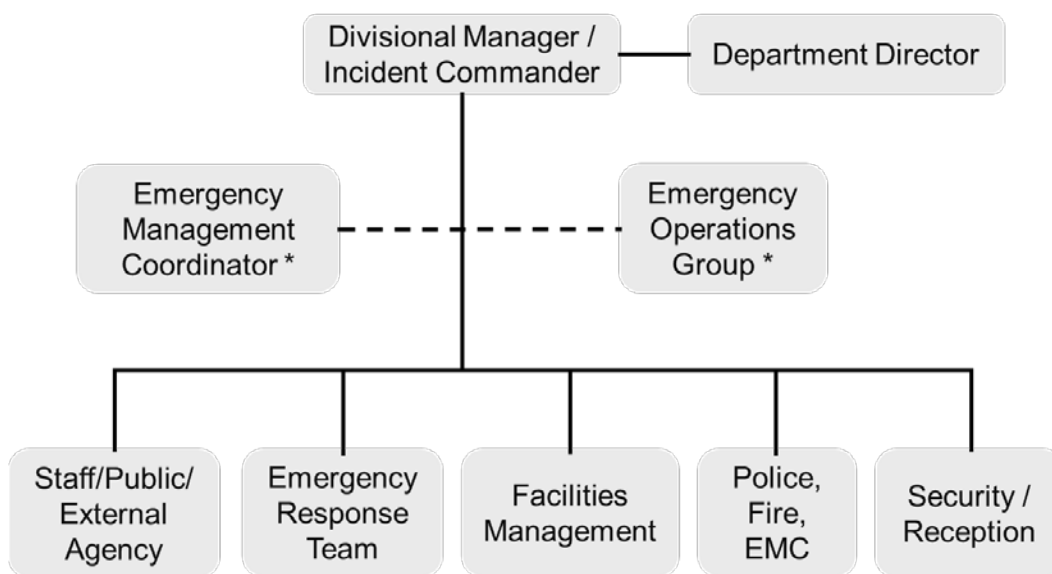 Divisional Manager /
Incident Commander
Department Director
Emergency
Management
Coordinator *
Emergency
Operations
Group *
Staff/Public/
External
Agency
Emergency
Response
Team
Facilities
Management
Police,
Fire,
EMC
Security /
Reception